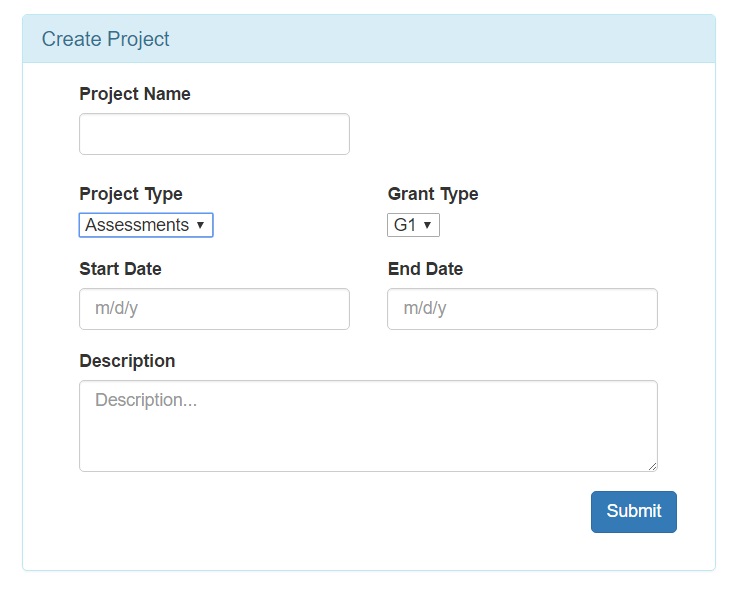 Create Project
Project Name
Project Type Grant Type
Assessments G1
Start Date End Date
m/d/y m/d/y
Description
Description...
Submit